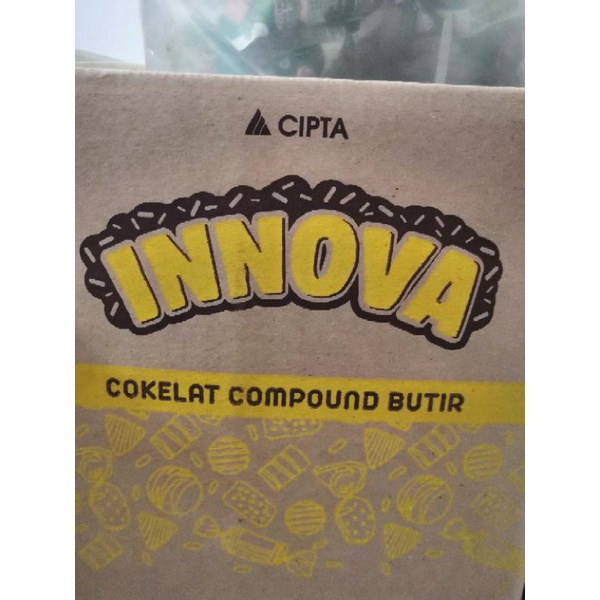 CIPTA
INNOVA
COKELAT COMPOUND BUTIR